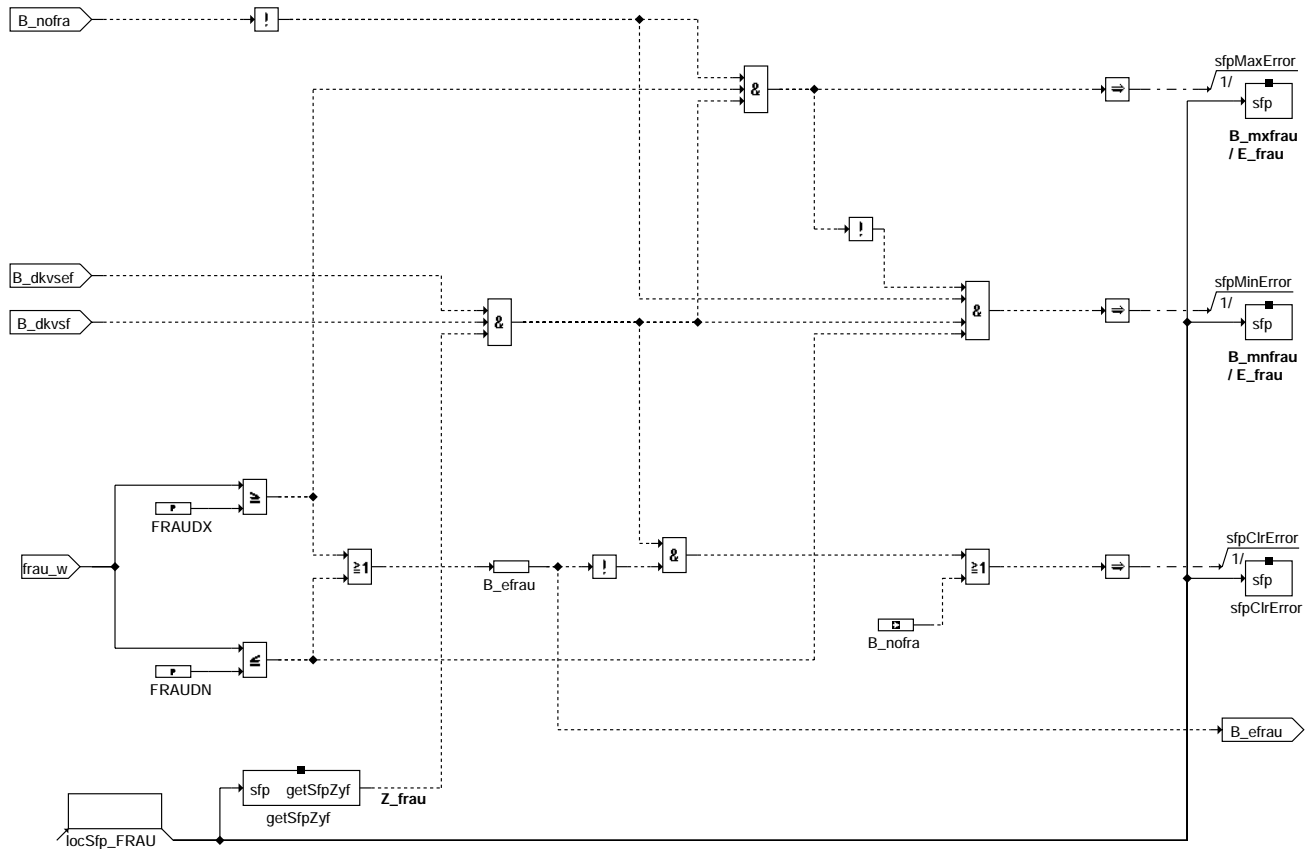 B_nofra
!
sfpMaxError
1/
&
⇒
sfp
B_mxfrau
/ E_frau
!
B_dkvsef
sfpMinError
1/
&
&
⇒
sfp
B_dkvsf
B_mnfrau
/ E_frau
≥
P
FRAUDX
sfpClrError
1/
frau_w
≥1
B_efrau
!
&
≥1
⇒
sfp
sfpClrError
B_nofra
≤
P
FRAUDN
B_efrau
sfp getSfpZyf
Z_frau
getSfpZyf
locSfp_FRAU